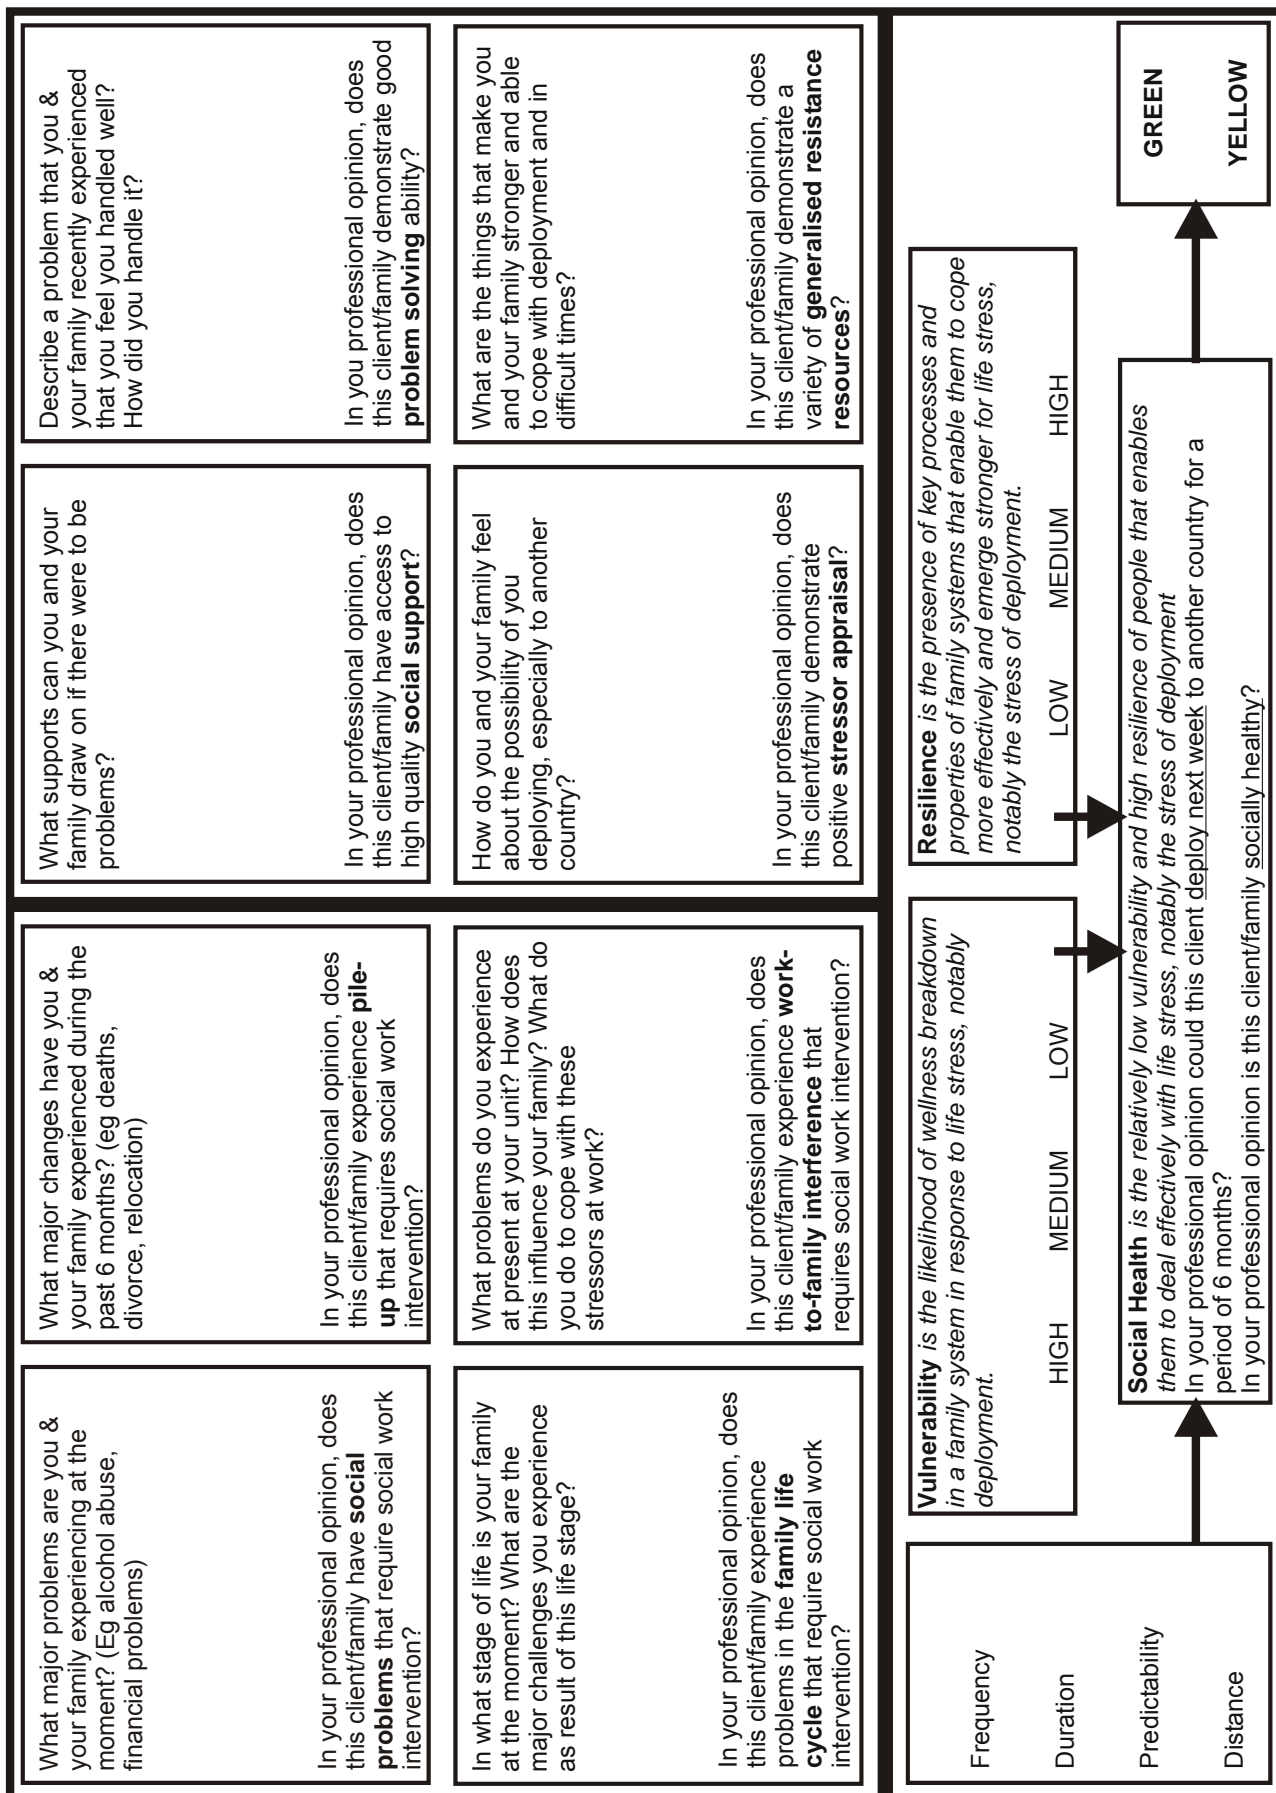 What major problems are you &
your family experiencing at the
moment? (Eg alcohol abuse,
financial problems)
In your professional opinion, does
this client/family have social
problems that require social work
intervention?
What major changes have you &
your family experienced during the
past 6 months? (eg deaths,
divorce, relocation)
In your professional opinion, does
this client/family experience pile-
up that requires social work
intervention?
What supports can you and your
family draw on if there were to be
problems?
In your professional opinion, does
this client/family have access to
high quality social support?
Describe a problem that you &
your family recently experienced
that you feel you handled well?
How did you handle it?
In you professional opinion, does
this client/family demonstrate good
problem solving ability?
In what stage of life is your family
at the moment? What are the
major challenges you experience
as result of this life stage?
In your professional opinion, does
this client/family experience
problems in the family life
cycle that require social work
intervention?
What problems do you experience
at present at your unit? How does
this influence your family? What do
you do to cope with these
stressors at work?
In your professional opinion, does
this client/family experience work-
to-family interference that
requires social work intervention?
How do you and your family feel
about the possibility of you
deploying, especially to another
country?
In your professional opinion, does
this client/family demonstrate
positive stressor appraisal?
What are the things that make you
and your family stronger and able
to cope with deployment and in
difficult times?
In your professional opinion, does
this client/family demonstrate a
variety of generalised resistance
resources?
Frequency
Duration
Predictability
Distance
Vulnerability is the likelihood of wellness breakdown
in a family system in response to life stress, notably
deployment.
HIGH MEDIUM LOW
Resilience is the presence of key processes and
properties of family systems that enable them to cope
more effectively and emerge stronger for life stress,
notably the stress of deployment.
LOW MEDIUM HIGH
Social Health is the relatively low vulnerability and high resilience of people that enables
them to deal effectively with life stress, notably the stress of deployment
In your professional opinion could this client deploy next week to another country for a
period of 6 months?
In your professional opinion is this client/family socially healthy?
GREEN
YELLOW